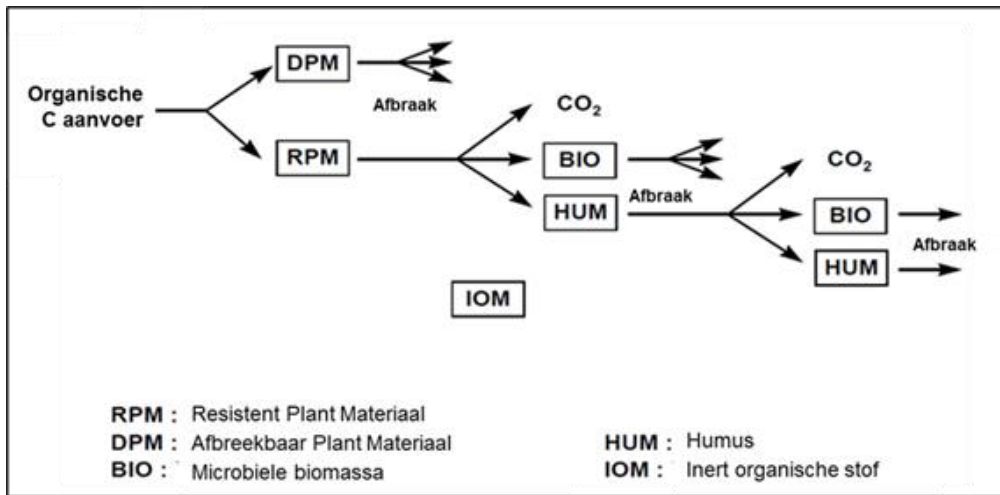 Organische
C aanvoer
DPM
Afbraak
RPM
CO₂
BIO
HUM
Afbraak
CO₂
BIO
HUM
Afbraak
IOM
RPM : Resistent Plant Materiaal
DPM : Afbreekbaar Plant Materiaal
BIO : Microbiele biomassa
HUM : Humus
IOM : Inert organische stof